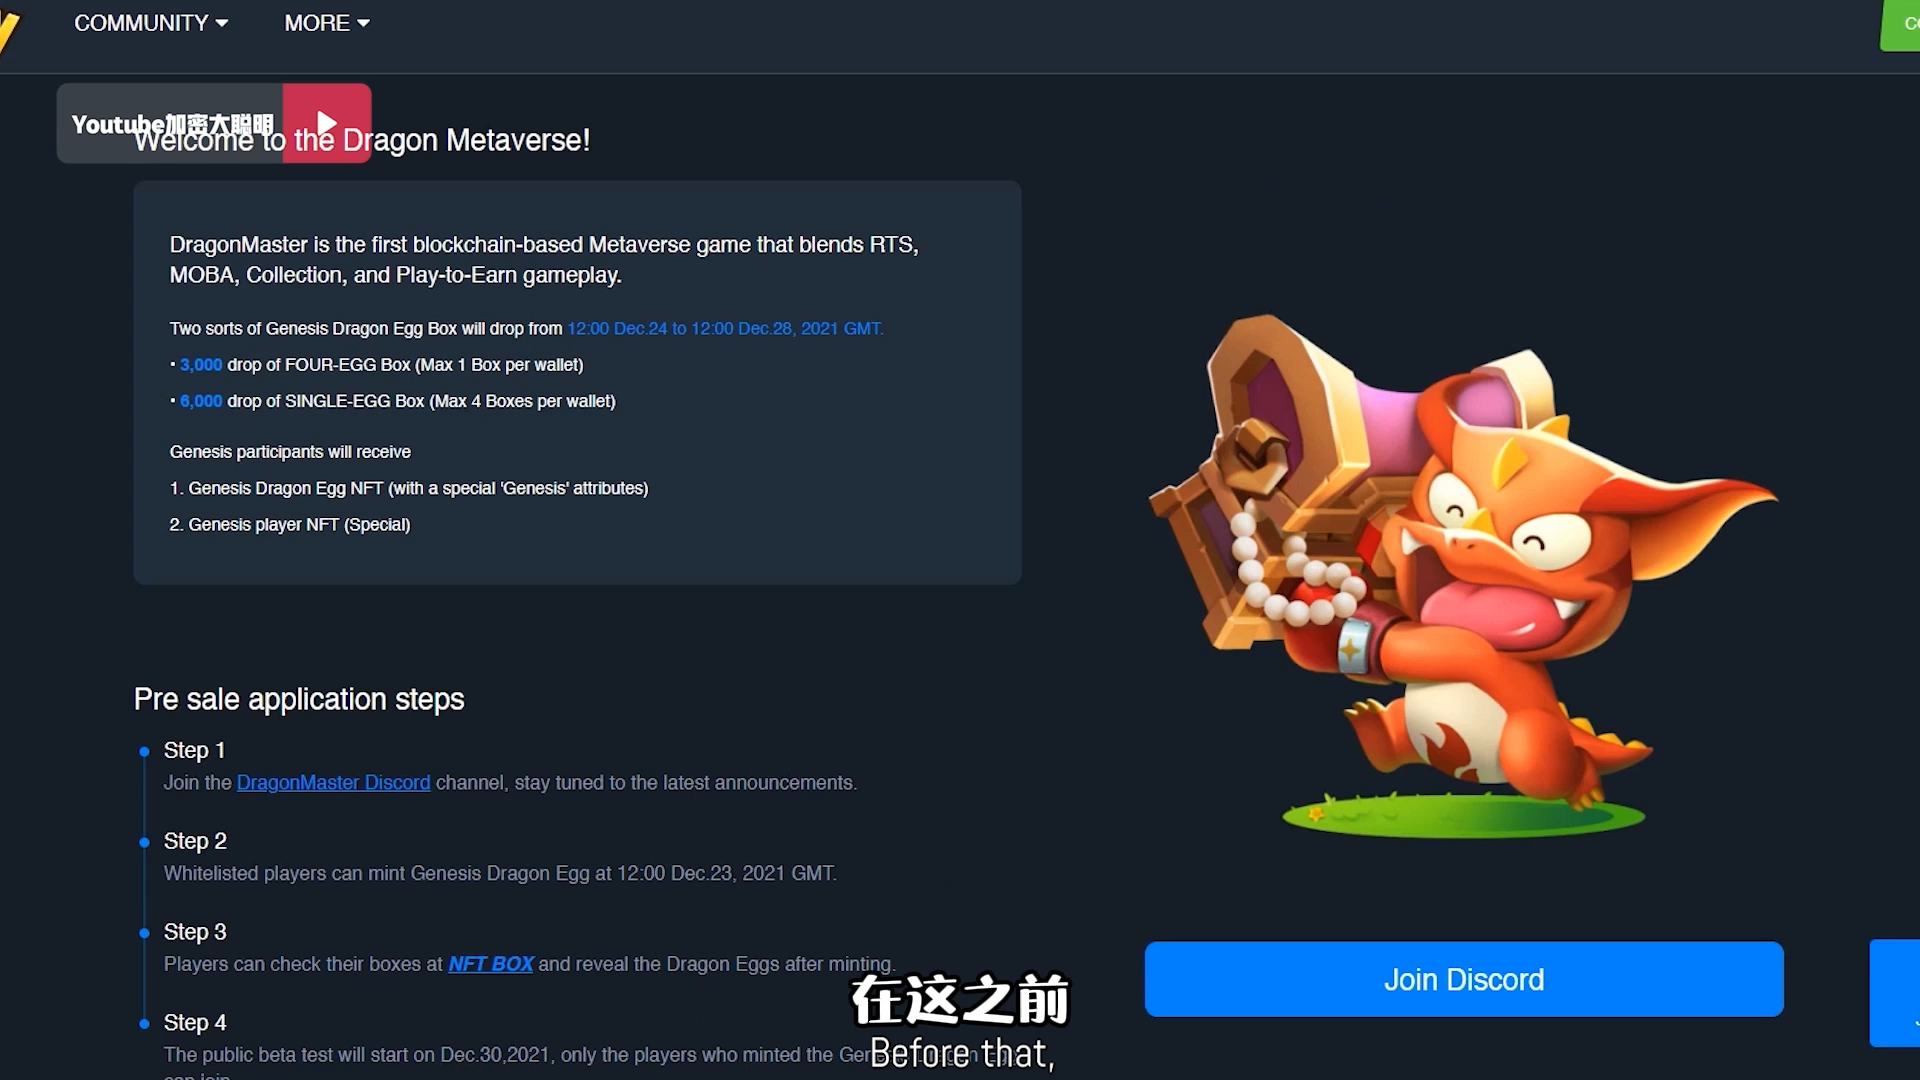 COMMUNITY
MORE
Youtube加密大聪明
Welcome to the Dragon Metaverse!
DragonMaster is the first blockchain-based Metaverse game that blends RTS,
MOBA, Collection, and Play-to-Earn gameplay.
Two sorts of Genesis Dragon Egg Box will drop from 12:00 Dec.24 to 12:00 Dec.28, 2021 GMT.
· 3,000 drop of FOUR-EGG Box (Max 1 Box per wallet)
· 6,000 drop of SINGLE-EGG Box (Max 4 Boxes per wallet)
Genesis participants will receive
1. Genesis Dragon Egg NFT (with a special 'Genesis' attributes)
2. Genesis player NFT (Special)
Pre sale application steps
Step 1
Join the DragonMaster Discord channel, stay tuned to the latest announcements.
Step 2
Whitelisted players can mint Genesis Dragon Egg at 12:00 Dec.23, 2021 GMT.
Step 3
Players can check their boxes at NFT BOX and reveal the Dragon Eggs after minting.
Step 4
The public beta test will start on Dec.30,2021, only the players who minted the
Join Discord
在这之前
Before that,